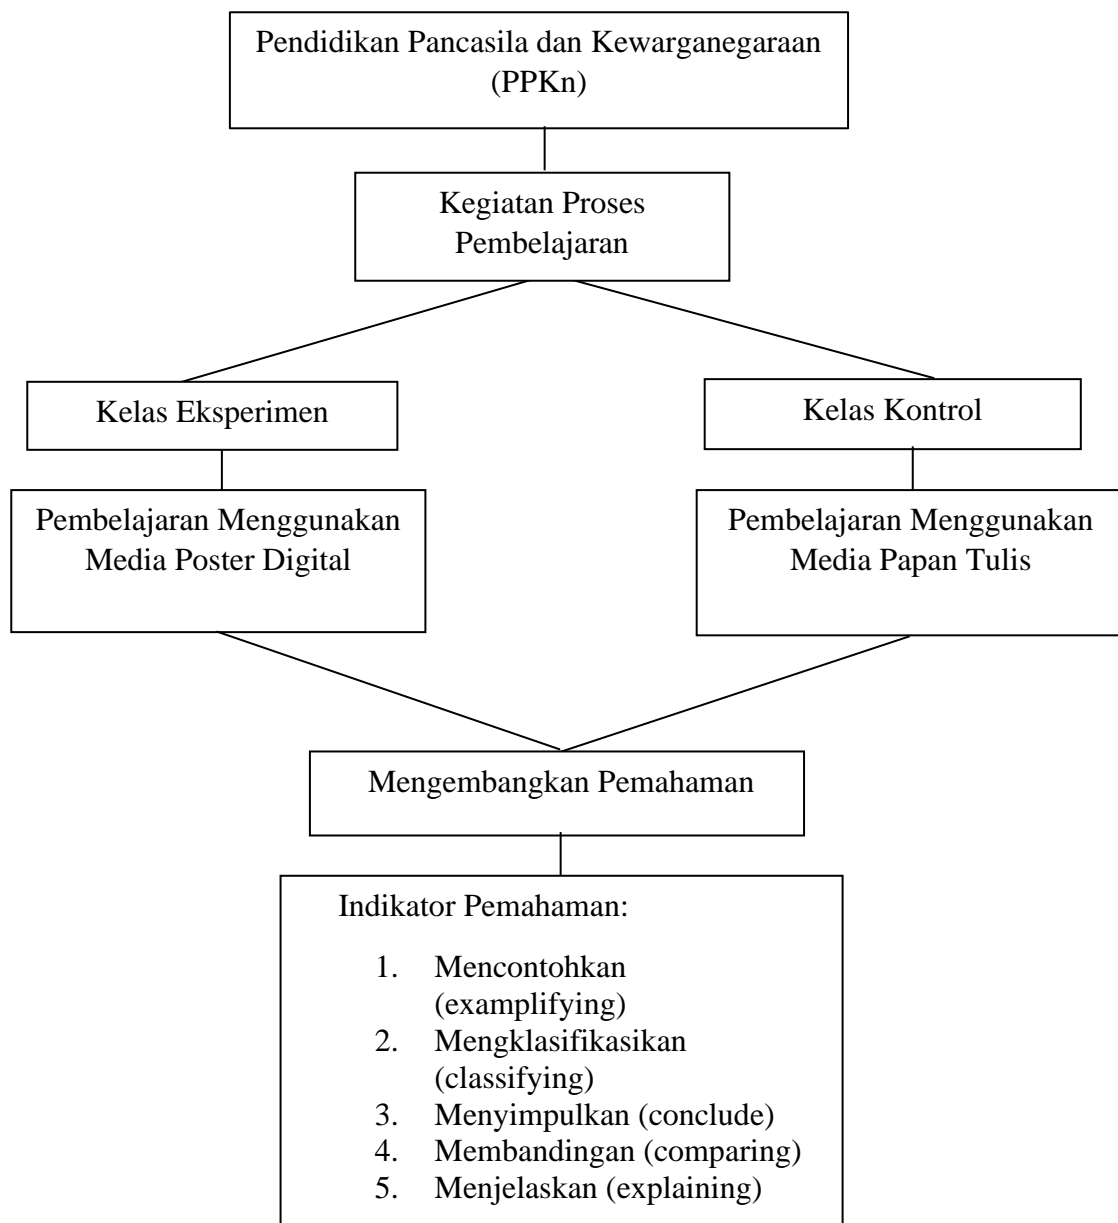 Pendidikan Pancasila dan Kewarganegaraan
(PPKn)
Kegiatan Proses
Pembelajaran
Kelas Eksperimen
Kelas Kontrol
Pembelajaran Menggunakan
Media Poster Digital
Pembelajaran Menggunakan
Media Papan Tulis
Mengembangkan Pemahaman
Indikator Pemahaman:
1. Mencontohkan
(examplifying)
2. Mengklasifikasikan
(classifying)
3. Menyimpulkan (conclude)
4. Membandingan (comparing)
5. Menjelaskan (explaining)